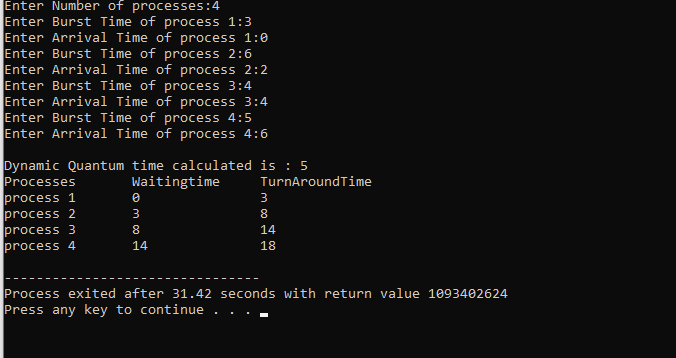 Enter Number of processes:4
Enter Burst Time of process 1:3
Enter Arrival Time of process 1:0
Enter Burst Time of process 2:6
Enter Arrival Time of process 2:2
Enter Burst Time of process 3:4
Enter Arrival Time of process 3:4
Enter Burst Time of process 4:5
Enter Arrival Time of process 4:6
Dynamic Quantum time calculated is : 5
Processes Waitingtime TurnAroundTime
process 1 0 3
process 2 3 8
process 3 8 14
process 4 14 18
--------------------------------
Process exited after 31.42 seconds with return value 1093402624
Press any key to continue . . .